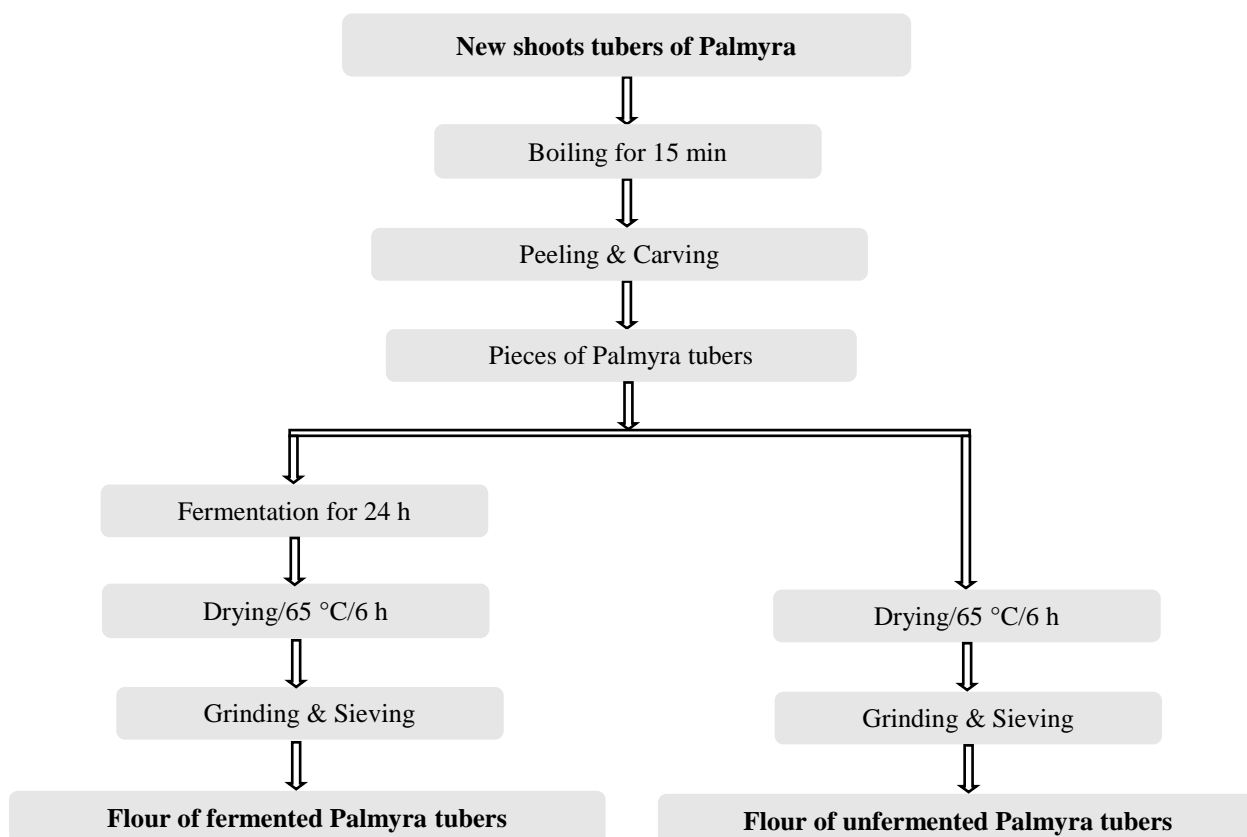 New shoots tubers of Palmyra
Boiling for 15 min
Peeling & Carving
Pieces of Palmyra tubers
Fermentation for 24 h
Drying/65 °C/6 h
Grinding & Sieving
Flour of fermented Palmyra tubers
Drying/65 °C/6 h
Grinding & Sieving
Flour of unfermented Palmyra tubers